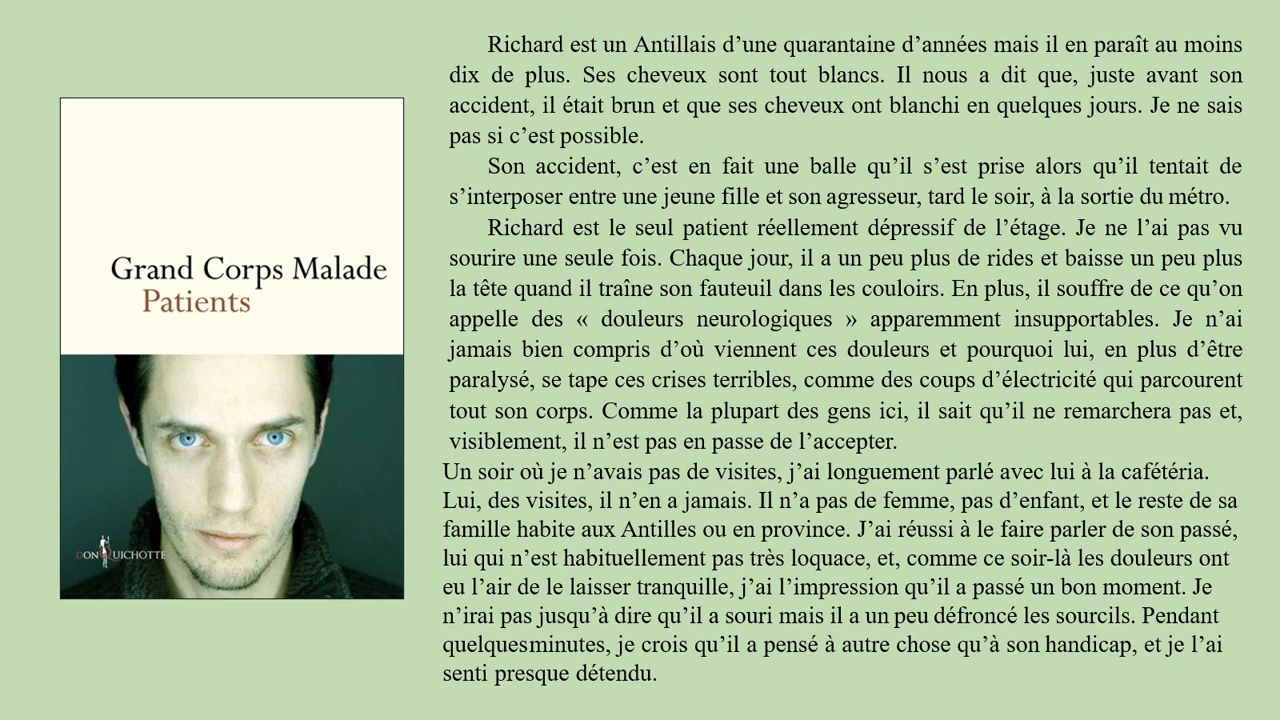 Grand Corps Malade
Patients
DONQUICHOTTE
Richard est un Antillais d’une quarantaine d’années mais il en paraît au moins
dix de plus. Ses cheveux sont tout blancs. Il nous a dit que, juste avant son
accident, il était brun et que ses cheveux ont blanchi en quelques jours. Je ne sais
pas si c’est possible.
Son accident, c’est en fait une balle qu’il s’est prise alors qu’il tentait de
s’interposer entre une jeune fille et son agresseur, tard le soir, à la sortie du métro.
Richard est le seul patient réellement dépressif de l’étage. Je ne l’ai pas vu
sourire une seule fois. Chaque jour, il a un peu plus de rides et baisse un peu plus
la tête quand il traîne son fauteuil dans les couloirs. En plus, il souffre de ce qu’on
appelle des « douleurs neurologiques » apparemment insupportables. Je n’ai
jamais bien compris d’où viennent ces douleurs et pourquoi lui, en plus d’être
paralysé, se tape ces crises terribles, comme des coups d’électricité qui parcourent
tout son corps. Comme la plupart des gens ici, il sait qu’il ne remarchera pas et,
visiblement, il n’est pas en passe de l’accepter.
Un soir où je n’avais pas de visites, j’ai longuement parlé avec lui à la cafétéria.
Lui, des visites, il n’en a jamais. Il n’a pas de femme, pas d’enfant, et le reste de sa
famille habite aux Antilles ou en province. J’ai réussi à le faire parler de son passé,
lui qui n’est habituellement pas très loquace, et, comme ce soir-là les douleurs ont
eu l’air de le laisser tranquille, j’ai l’impression qu’il a passé un bon moment. Je
n’irai pas jusqu’à dire qu’il a souri mais il a un peu défroncé les sourcils. Pendant
quelquesminutes, je crois qu’il a pensé à autre chose qu’à son handicap, et je l’ai
senti presque détendu.